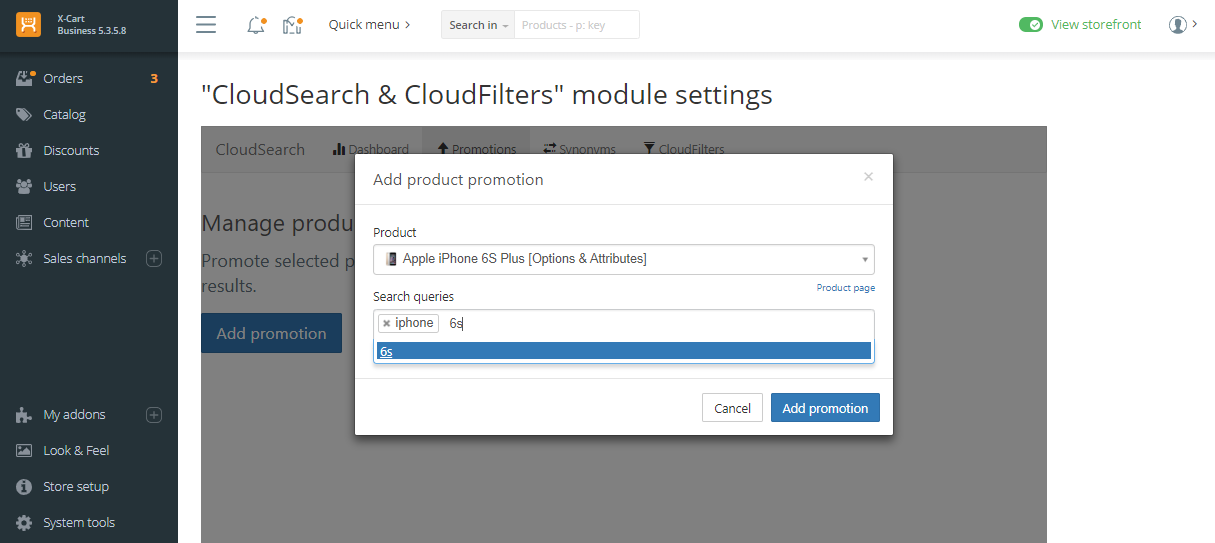 X-Cart
Business 5.3.5.8
Quick menu
Search in
Products - p: key
View storefront
Orders 3
Catalog
Discounts
Users
Content
Sales channels
My addons
Look & Feel
Store setup
System tools
"CloudSearch & CloudFilters" module settings
CloudSearch Dashboard Promotions Synonyms CloudFilters
Manage produ
Promote selected p
results.
Add promotion
Add product promotion
Product
Apple iPhone 6S Plus [Options & Attributes]
Product page
Search queries
iphone 6s
6s
Cancel Add promotion